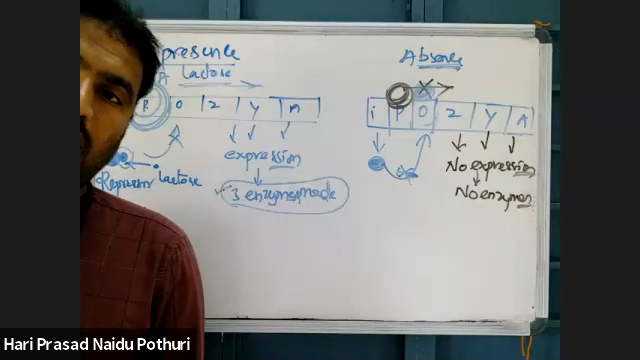 presence
lactose
P O Z Y A
expression
Repressor lactose
3 enzymes made
Absence
i P O Z Y A
No expression
No enzymes
Hari Prasad Naidu Pothuri